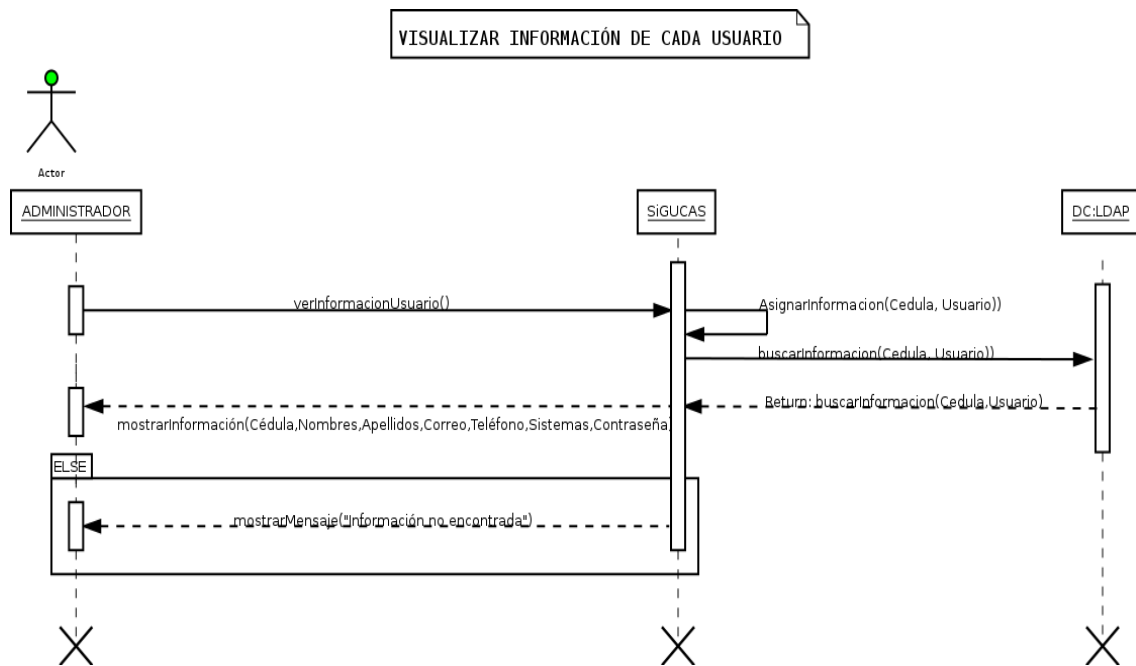 VISUALIZAR INFORMACIÓN DE CADA USUARIO
Actor
ADMINISTRADOR
SiGUCAS
DC:LDAP
verInformacionUsuario()
AsignarInformacion(Cedula, Usuario))
buscarInformacion(Cedula, Usuario))
Return: buscarInformacion(Cedula,Usuario)
mostrarInformación(Cédula,Nombres,Apellidos,Correo,Teléfono,Sistemas,Contraseña)
ELSE
mostrarMensaje("Información no encontrada")